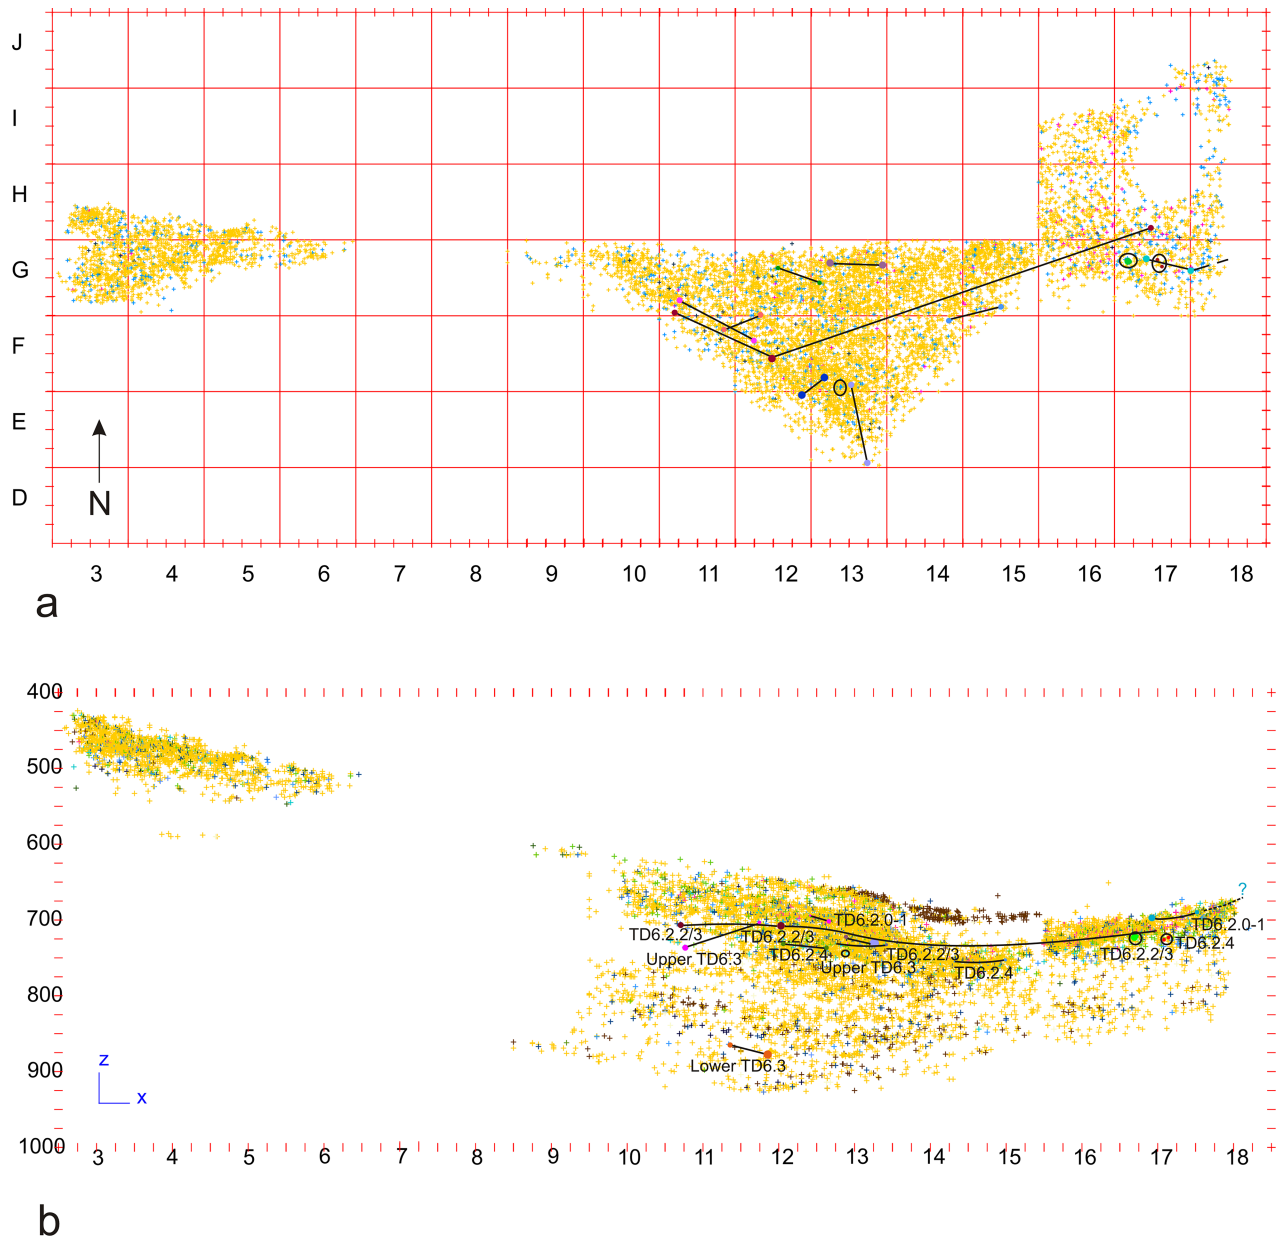 J
I
H
G
F
E
D
N
3 4 5 6 7 8 9 10 11 12 13 14 15 16 17 18
a
400
500
600
700
800
900
1000
?
TD6.2.0-1
TD6.2.0-1
TD6.2.2/3 TD6.2.2/3 TD6.2.4
Upper TD6.3 TD6.2.4 TD6.2.2/3 TD6.2.2/3
Upper TD6.3 TD6.2.4
Lower TD6.3
z
x
3 4 5 6 7 8 9 10 11 12 13 14 15 16 17 18
b